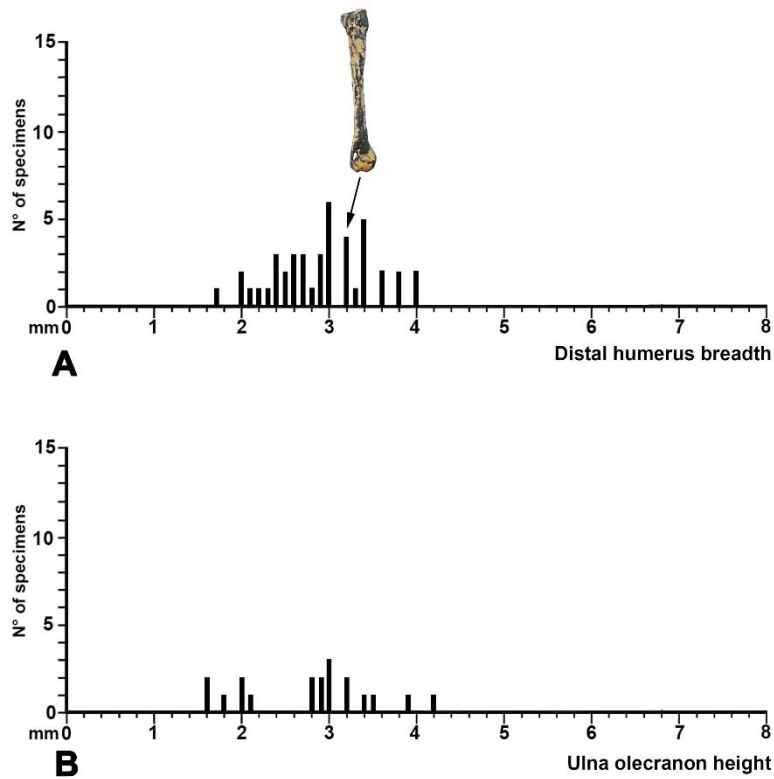 15
10
5
0
N° of specimens
mm 0 1 2 3 4 5 6 7 8
Distal humerus breadth
A
15
10
5
0
N° of specimens
mm 0 1 2 3 4 5 6 7 8
Ulna olecranon height
B